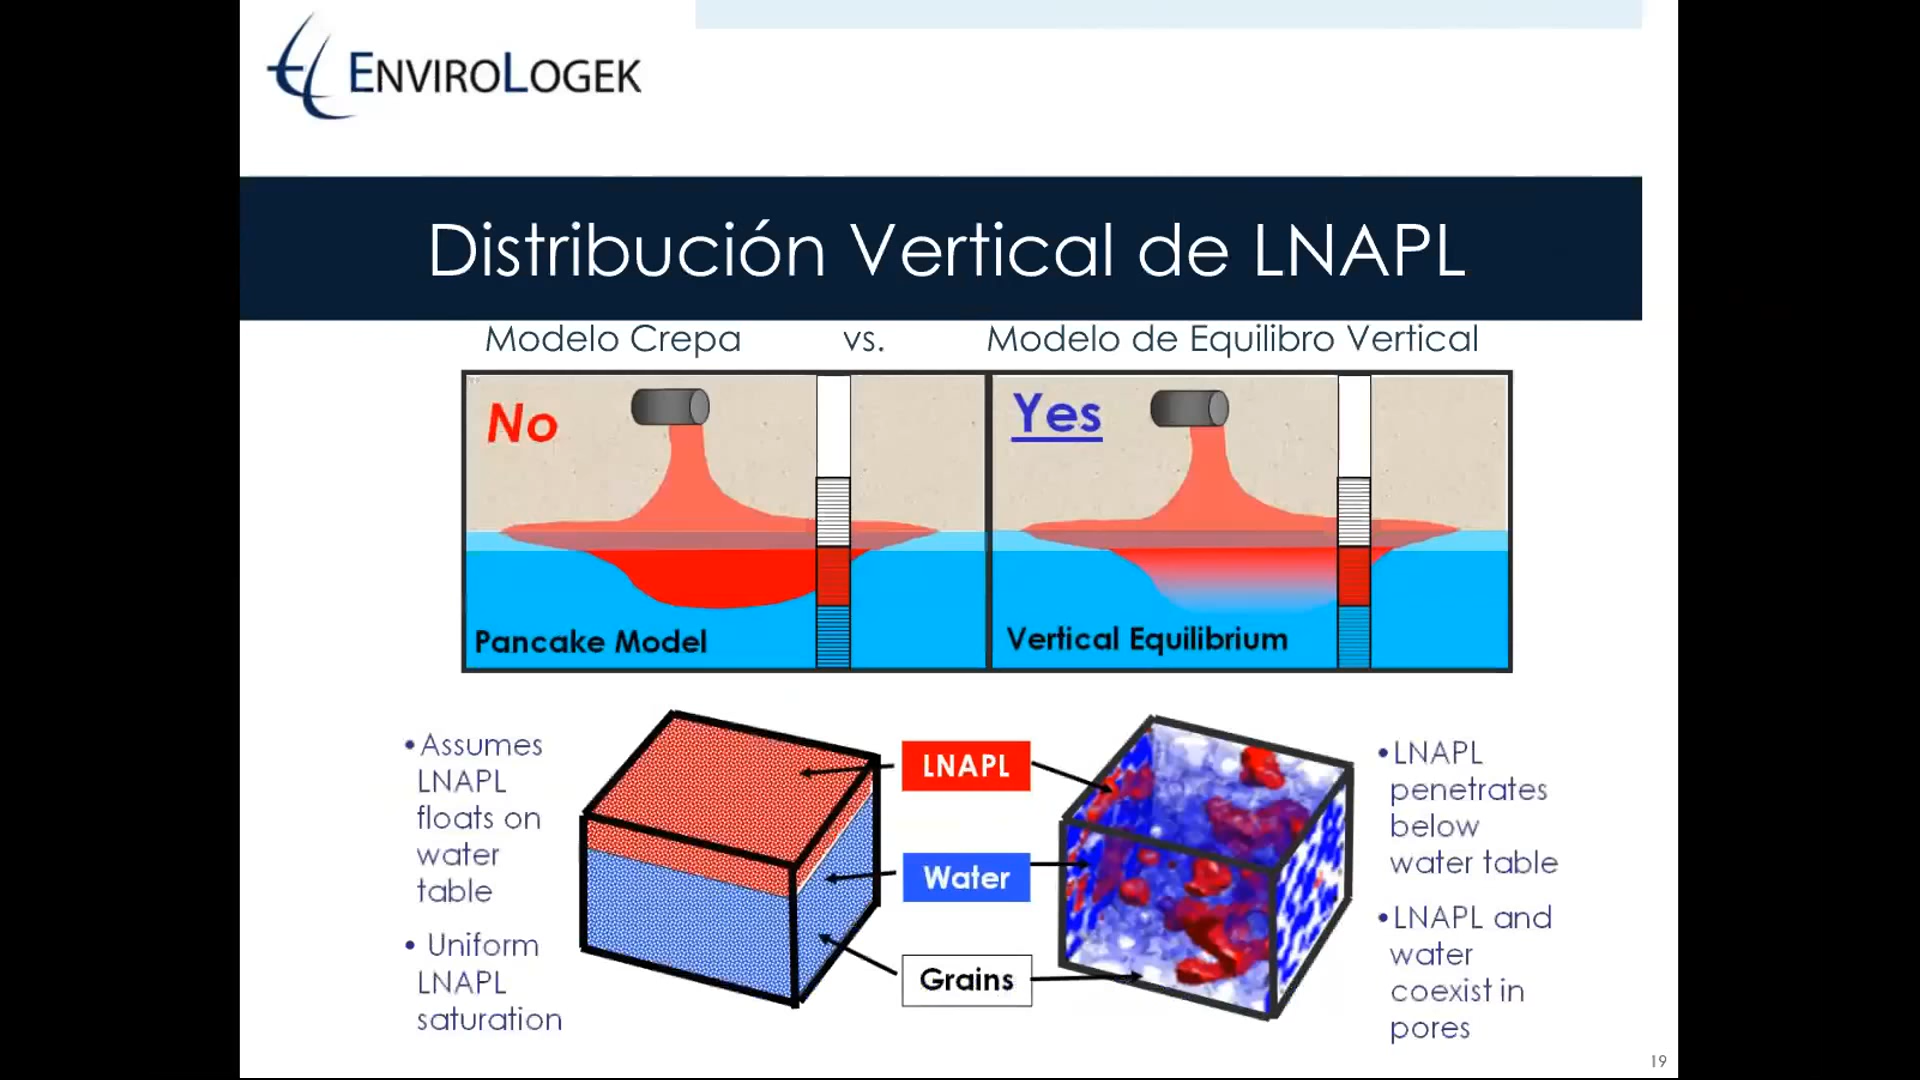 ENVIROLOGEK
Distribución Vertical de LNAPL
Modelo Crepa vs. Modelo de Equilibro Vertical
No
Yes
Pancake Model
Vertical Equilibrium
•Assumes
LNAPL
floats on
water
table
• Uniform
LNAPL
saturation
LNAPL
Water
Grains
•LNAPL
penetrates
below
water table
•LNAPL and
water
coexist in
pores
19